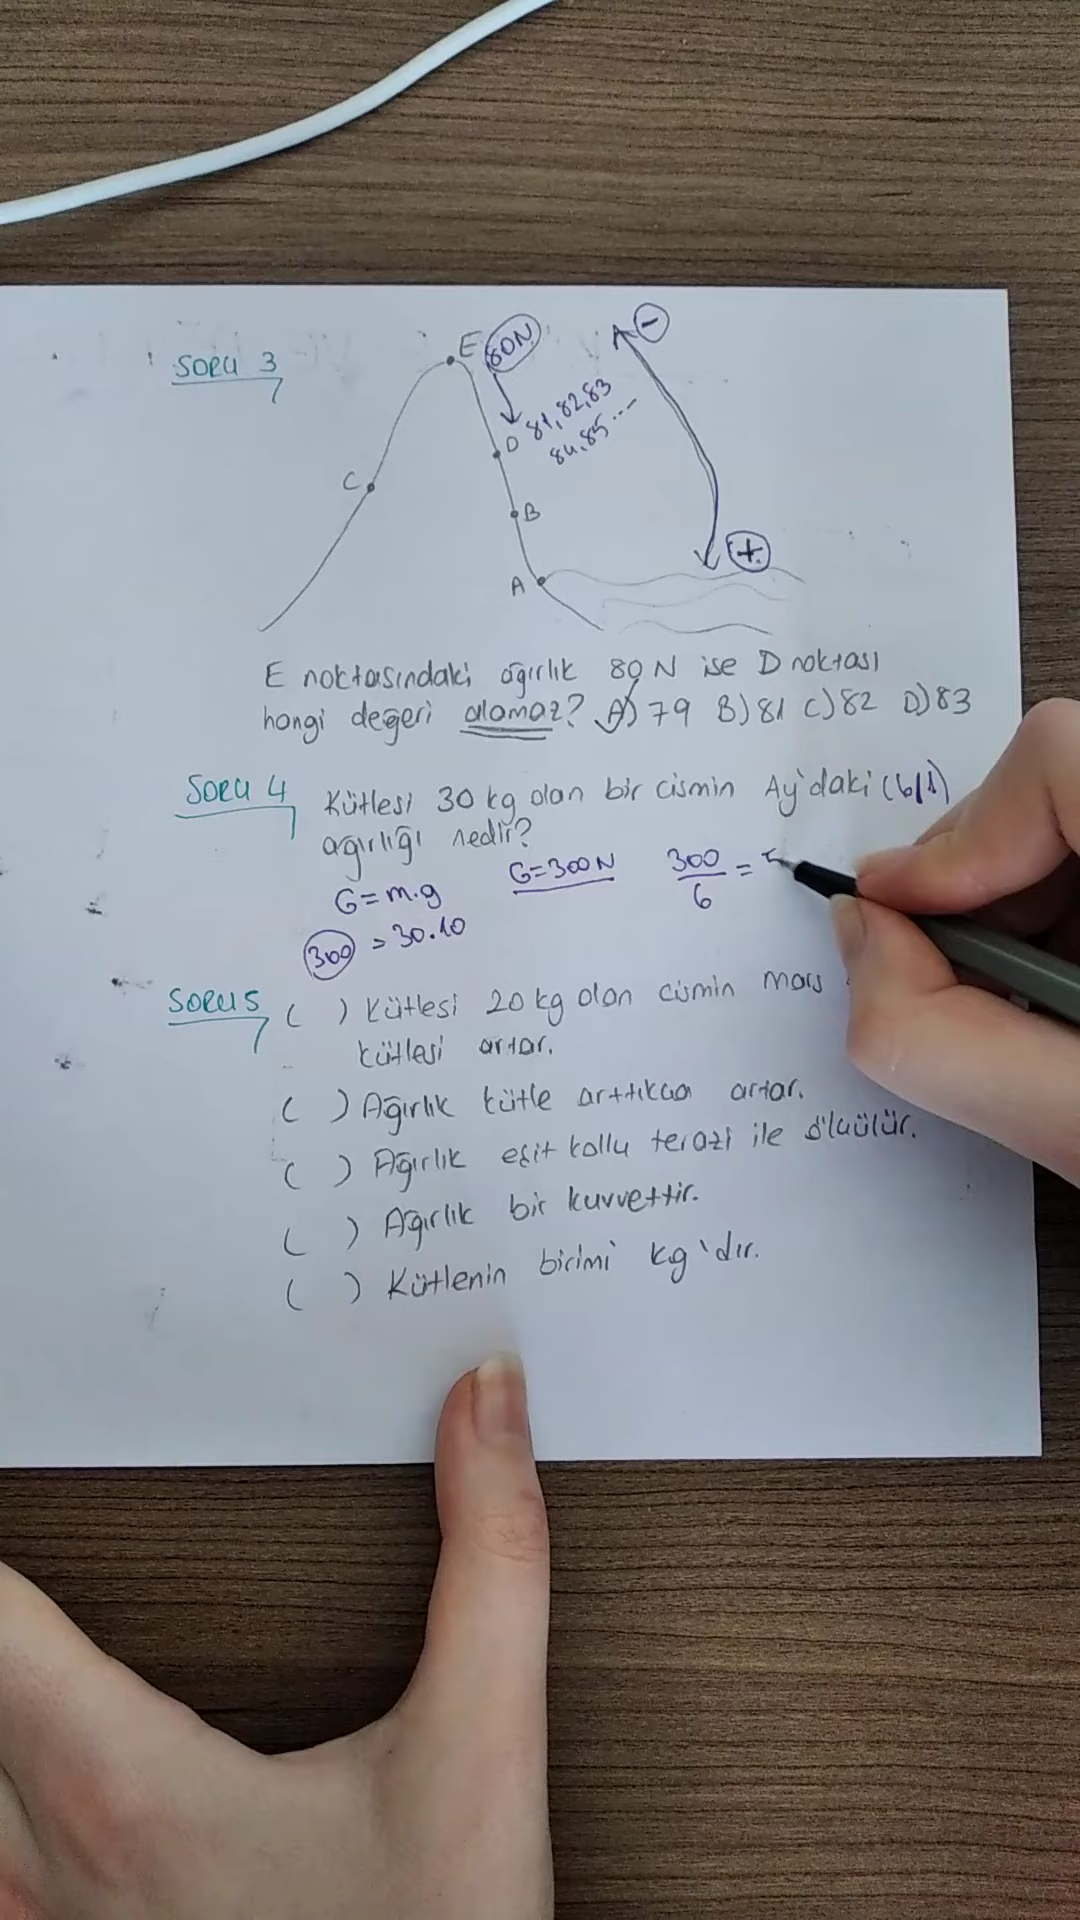 SORU 3
E 80N
-
81,82,83
84,85...
D
C
B
+
A
E noktasındaki ağırlık 80 N ise D noktası
hangi değeri alamaz? A) 79 B) 81 C) 82 D) 83
SORU 4
Kütlesi 30 kg olan bir cismin Ay'daki (6/1)
ağırlığı nedir?
G=m.g G=300N 300/6 =
300 = 30.10
SORU 5
( ) Kütlesi 20 kg olan cismin mars
kütlesi artar.
( ) Ağırlık kütle arttıkça artar.
( ) Ağırlık eşit kollu terazi ile ölçülür.
( ) Ağırlık bir kuvvettir.
( ) Kütlenin birimi kg'dır.